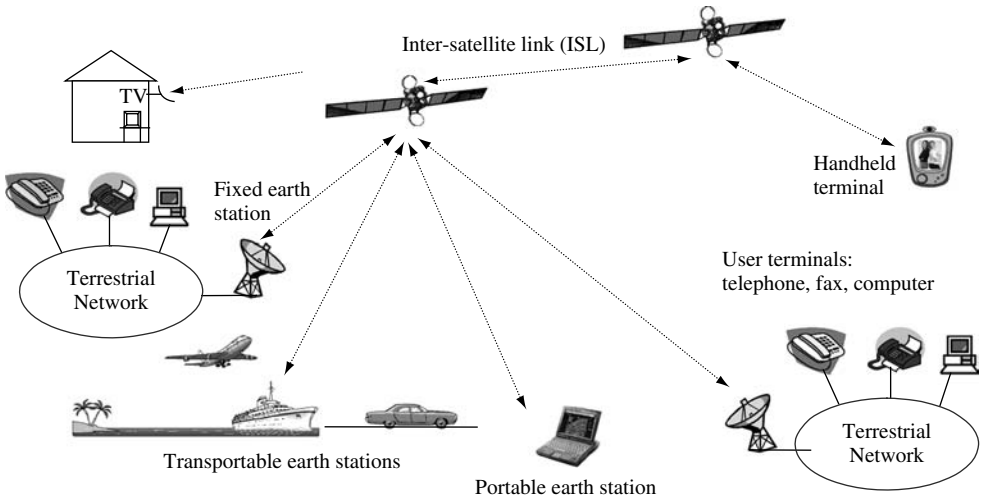 Inter-satellite link (ISL)
TV
Handheld
terminal
Fixed earth
station
Terrestrial
Network
User terminals:
telephone, fax, computer
Transportable earth stations
Portable earth station
Terrestrial
Network